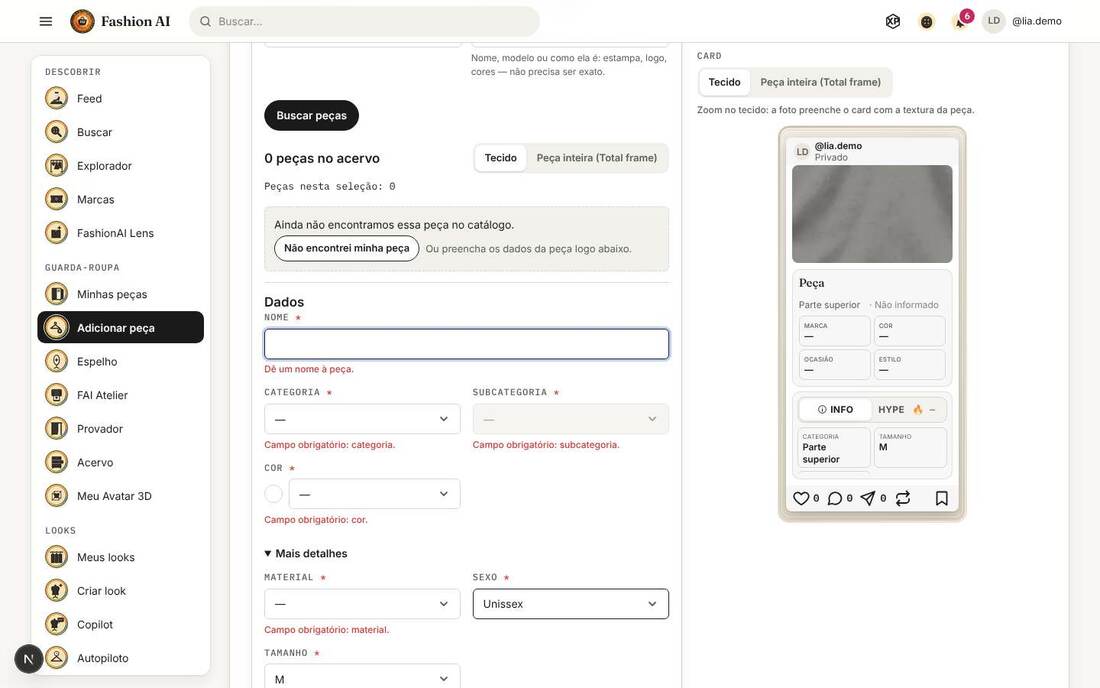 Fashion AI
Buscar...
XP
6
LD
@lia.demo
DESCOBRIR
Feed
Buscar
Explorador
Marcas
FashionAI Lens
GUARDA-ROUPA
Minhas peças
Adicionar peça
Espelho
FAI Atelier
Provador
Acervo
Meu Avatar 3D
LOOKS
Meus looks
Criar look
Copilot
Autopiloto
N
Nome, modelo ou como ela é: estampa, logo,
cores — não precisa ser exato.
Buscar peças
0 peças no acervo
Tecido
Peça inteira (Total frame)
Peças nesta seleção: 0
Ainda não encontramos essa peça no catálogo.
Não encontrei minha peça
Ou preencha os dados da peça logo abaixo.
Dados
NOME *
Dê um nome à peça.
CATEGORIA *
SUBCATEGORIA *
—
—
Campo obrigatório: categoria.
Campo obrigatório: subcategoria.
COR *
—
Campo obrigatório: cor.
▼ Mais detalhes
MATERIAL *
SEXO *
—
Unissex
Campo obrigatório: material.
TAMANHO *
M
CARD
Tecido
Peça inteira (Total frame)
Zoom no tecido: a foto preenche o card com a textura da peça.
LD
@lia.demo
Privado
Peça
Parte superior · Não informado
MARCA
—
COR
—
OCASIÃO
—
ESTILO
—
INFO
HYPE 🔥 –
CATEGORIA
Parte
superior
TAMANHO
M
0
0
0